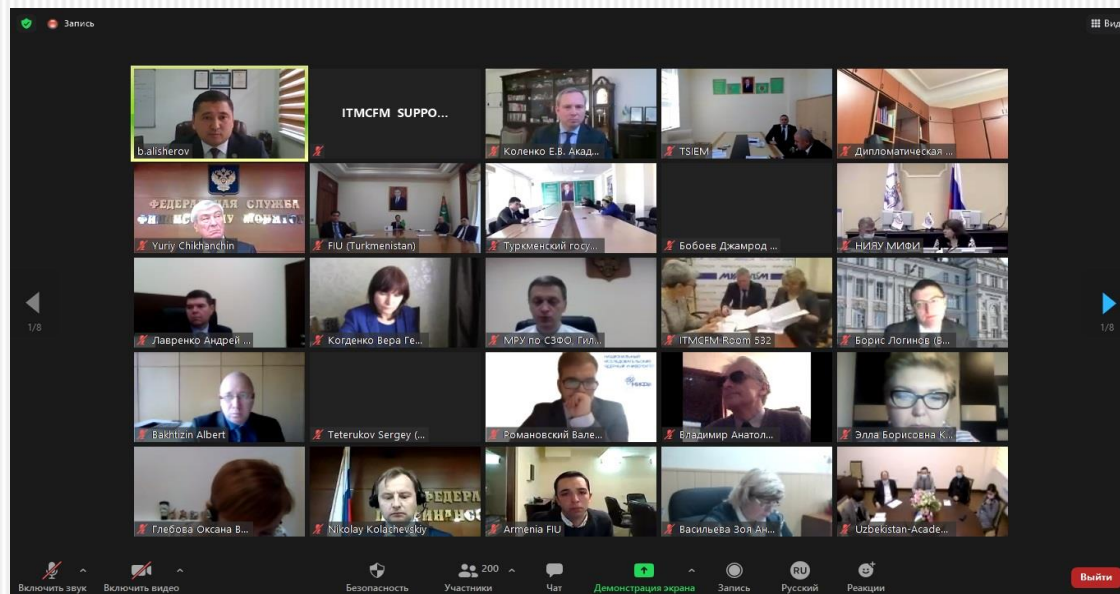 Запись
Вид
b.alisherov
ITMCFM SUPPO...
Коленко Е.В. Акад...
TSIEM
Дипломатическая ...
ФЕДЕРАЛЬНАЯ СЛУЖБА
Yuriy Chikhanchin
FIU (Turkmenistan)
Туркменский госу...
Бобоев Джамрод ...
НИЯУ МИФИ
1/8
Лавренко Андрей ...
Когденко Вера Ге...
МРУ по СЗФО, Гил...
ITMCFM Room 532
Борис Логинов (В...
1/8
Bakhtizin Albert
Teterukov Sergey (...
Романовский Вале...
Владимир Анатол...
Элла Борисовна К...
Глебова Оксана В...
ФЕДЕРА
Nikolay Kolachevskiy
Armenia FIU
Васильева Зоя Ан...
Uzbekistan-Acade...
Включить звук
Включить видео
Безопасность
200
Участники
Чат
Демонстрация экрана
Запись
RU
Русский
Реакции
Выйти